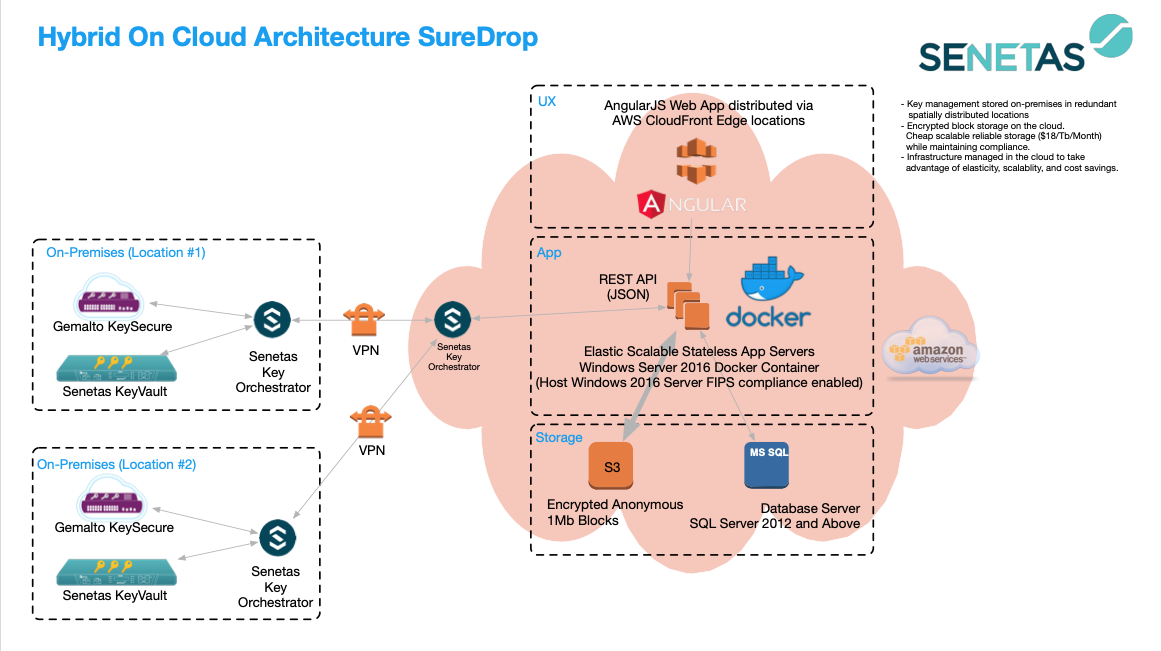 Hybrid On Cloud Architecture SureDrop
SENETAS
- Key management stored on-premises in redundant
spatially distributed locations
- Encrypted block storage on the cloud.
Cheap scalable reliable storage ($18/Tb/Month)
while maintaining compliance.
- Infrastructure managed in the cloud to take
advantage of elasticity, scalablity, and cost savings.
UX
AngularJS Web App distributed via
AWS CloudFront Edge locations
A
NGULAR
App
REST API
(JSON)
docker
Elastic Scalable Stateless App Servers
Windows Server 2016 Docker Container
(Host Windows 2016 Server FIPS compliance enabled)
amazon
webservices™
Storage
S3
Encrypted Anonymous
1Mb Blocks
MS SQL
Database Server
SQL Server 2012 and Above
On-Premises (Location #1)
Gemalto KeySecure
Senetas KeyVault
Senetas
Key
Orchestrator
VPN
Senetas
Key
Orchestrator
VPN
On-Premises (Location #2)
Gemalto KeySecure
Senetas KeyVault
Senetas
Key
Orchestrator